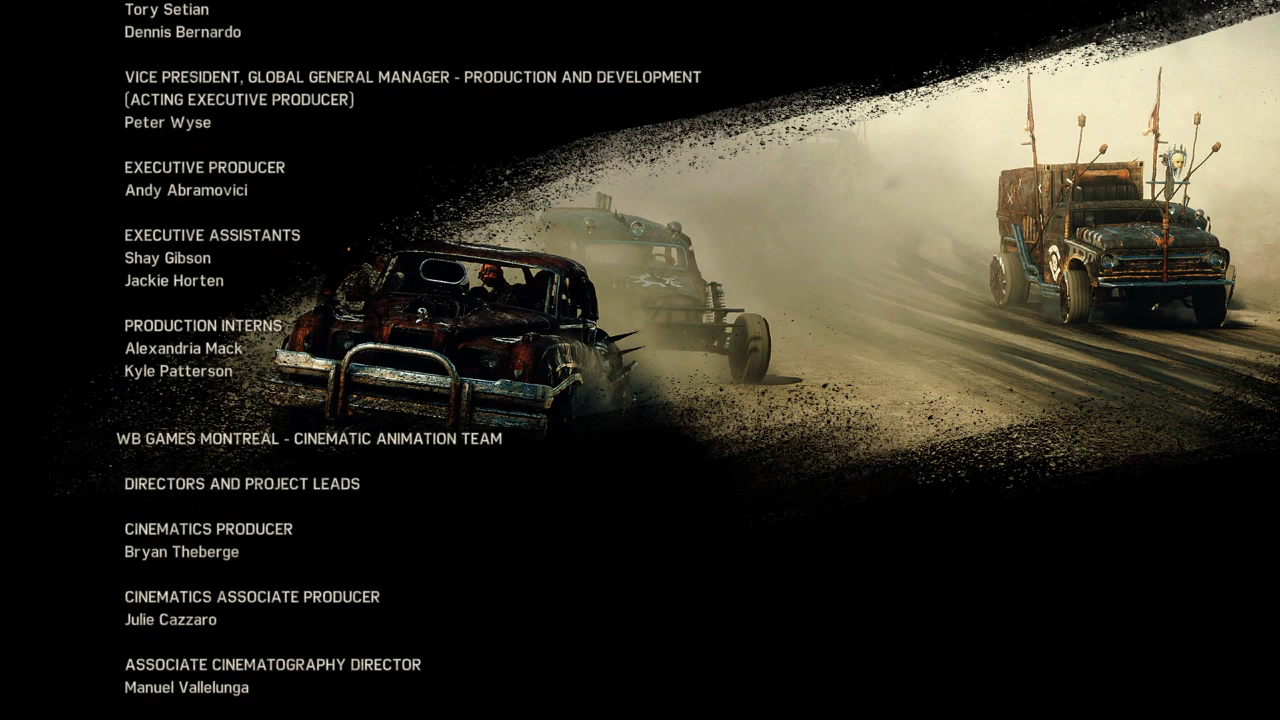 Tory Setian
Dennis Bernardo
VICE PRESIDENT, GLOBAL GENERAL MANAGER - PRODUCTION AND DEVELOPMENT
(ACTING EXECUTIVE PRODUCER)
Peter Wyse
EXECUTIVE PRODUCER
Andy Abramovici
EXECUTIVE ASSISTANTS
Shay Gibson
Jackie Horten
PRODUCTION INTERNS
Alexandria Mack
Kyle Patterson
WB GAMES MONTREAL - CINEMATIC ANIMATION TEAM
DIRECTORS AND PROJECT LEADS
CINEMATICS PRODUCER
Bryan Theberge
CINEMATICS ASSOCIATE PRODUCER
Julie Cazzaro
ASSOCIATE CINEMATOGRAPHY DIRECTOR
Manuel Vallelunga